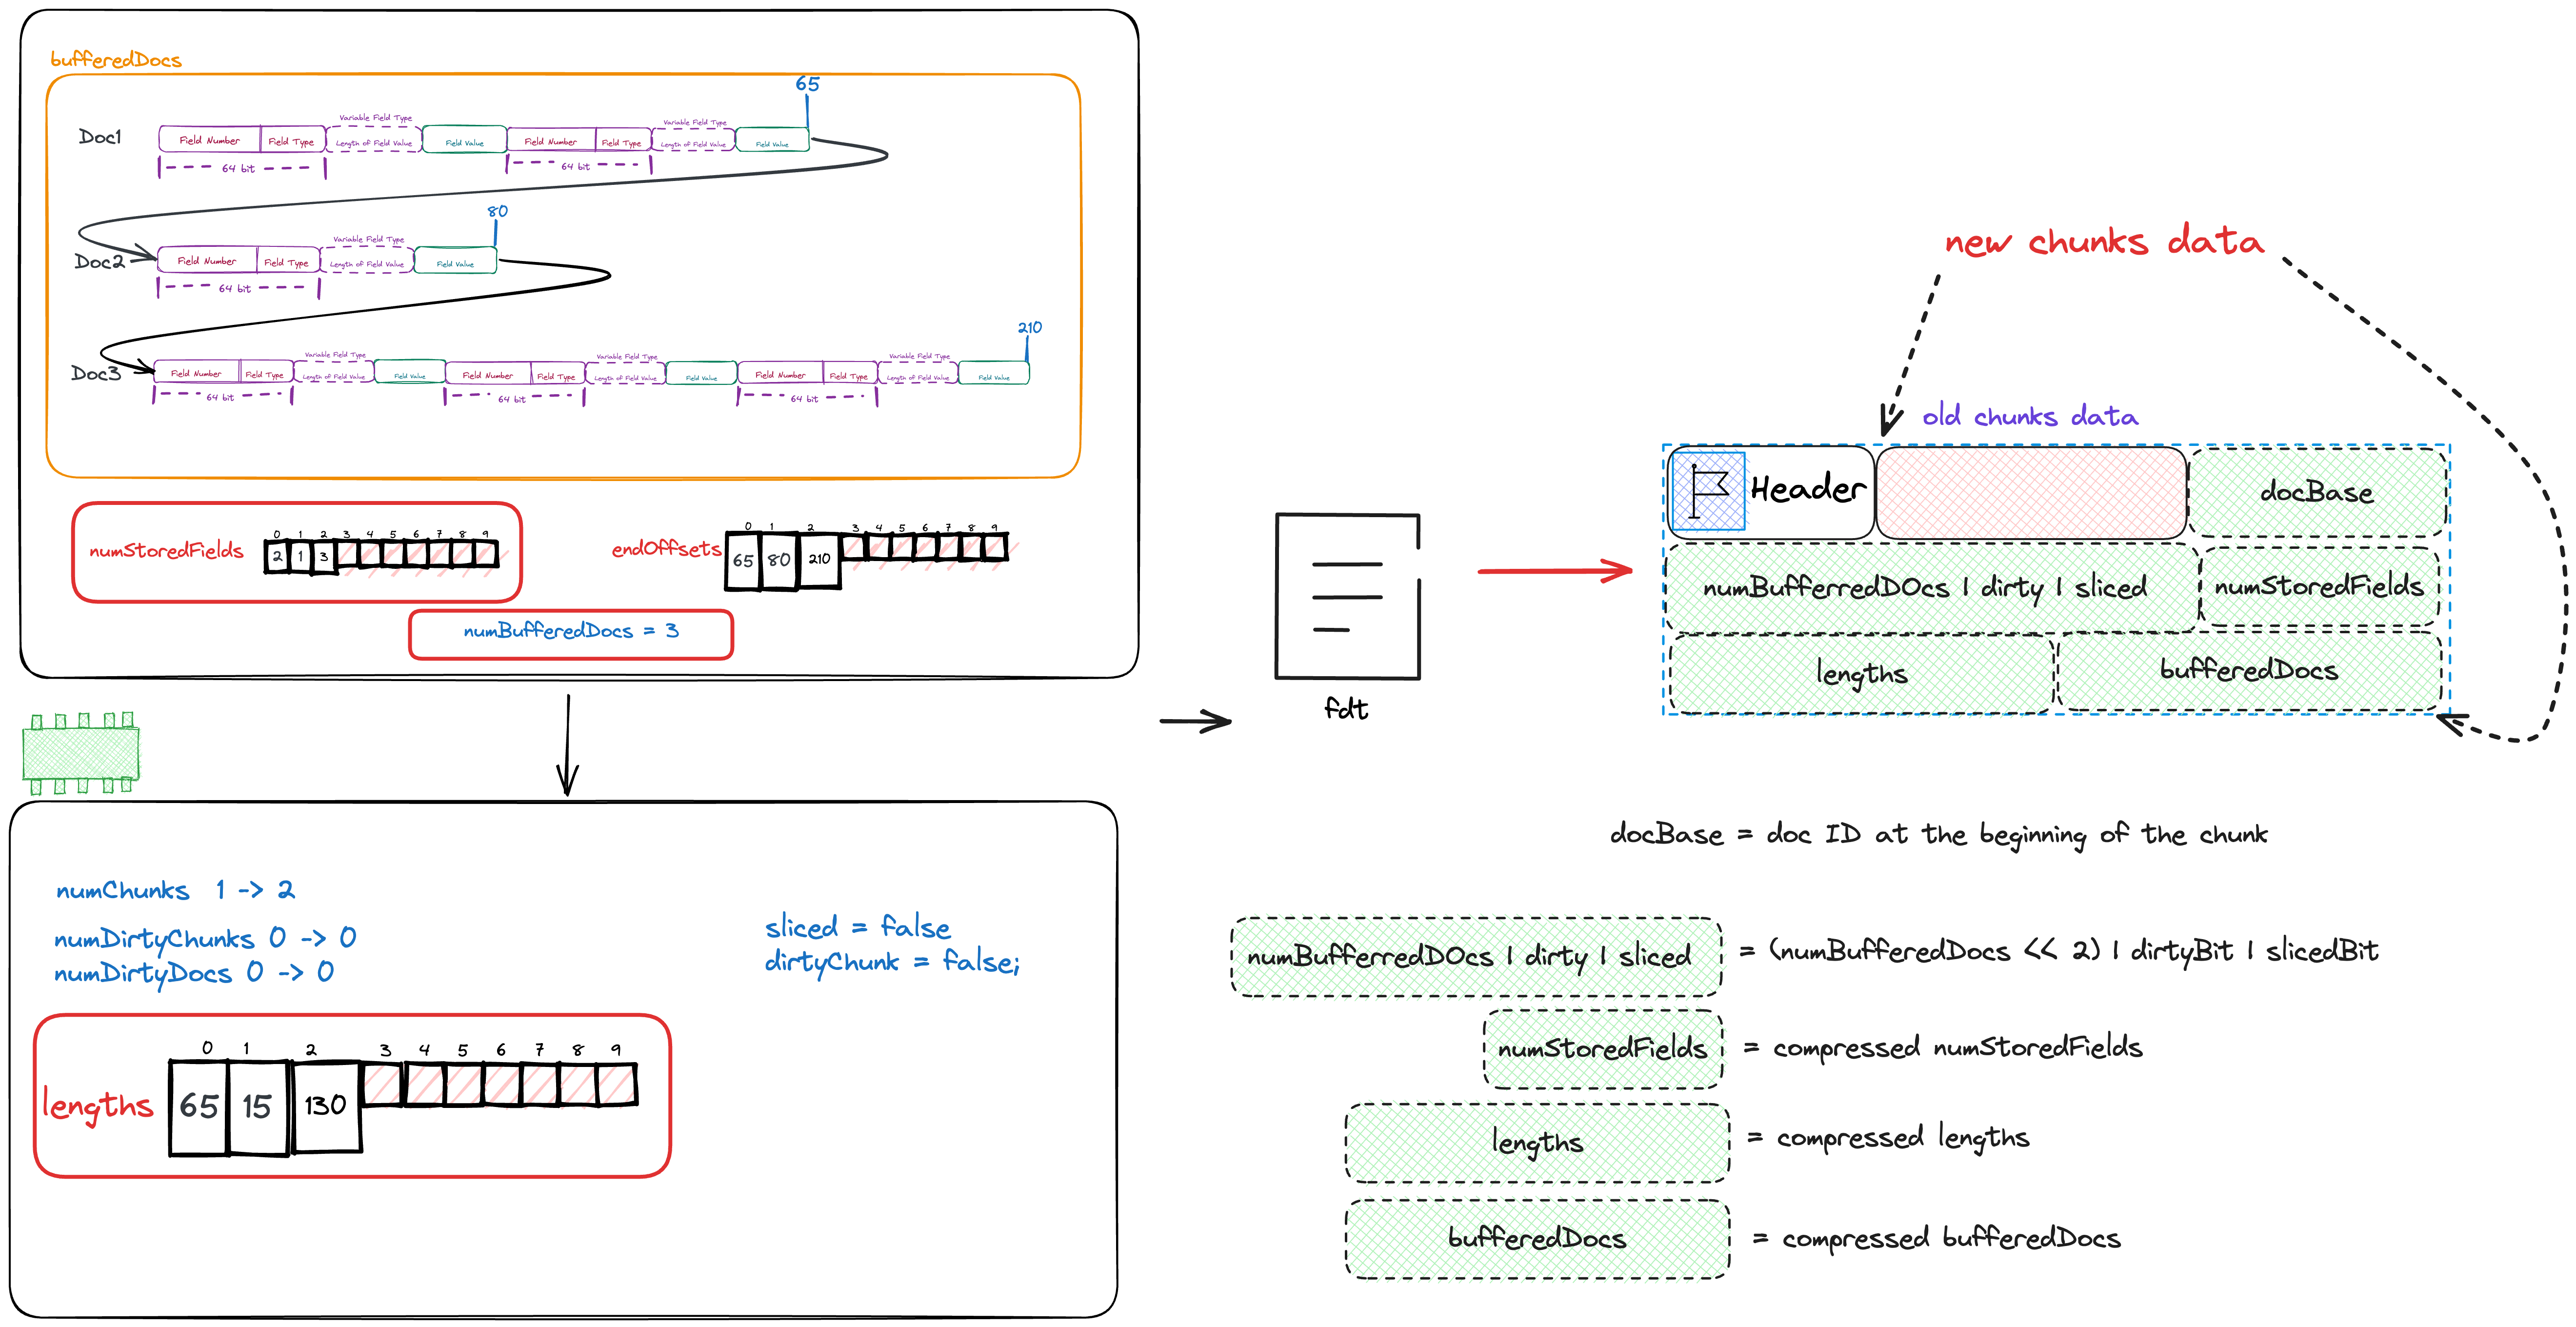 bufferedDocs
65
Doc1
Variable Field Type
Variable Field Type
Field Number
Field Type
Length of Field Value
Field Value
Field Number
Field Type
Length of Field Value
Field Value
64 bit
64 bit
80
Doc2
Variable Field Type
Field Number
Field Type
Length of Field Value
Field Value
64 bit
210
Doc3
Variable Field Type
Variable Field Type
Variable Field Type
Field Number
Field Type
Length of Field Value
Field Value
Field Number
Field Type
Length of Field Value
Field Value
Field Number
Field Type
Length of Field Value
Field Value
64 bit
64 bit
64 bit
numStoredFields
0 1 2 3 4 5 6 7 8 9
2 1 3
endOffsets
0 1 2 3 4 5 6 7 8 9
65 80 210
numBufferedDocs = 3
numChunks 1 -> 2
numDirtyChunks 0 -> 0
numDirtyDocs 0 -> 0
sliced = false
dirtyChunk = false;
lengths
0 1 2 3 4 5 6 7 8 9
65 15 130
fdt
new chunks data
old chunks data
Header
docBase
numBufferredDOcs | dirty | sliced
numStoredFields
lengths
bufferedDocs
docBase = doc ID at the beginning of the chunk
numBufferredDOcs | dirty | sliced = (numBufferedDocs << 2) | dirtyBit | slicedBit
numStoredFields = compressed numStoredFields
lengths = compressed lengths
bufferedDocs = compressed bufferedDocs